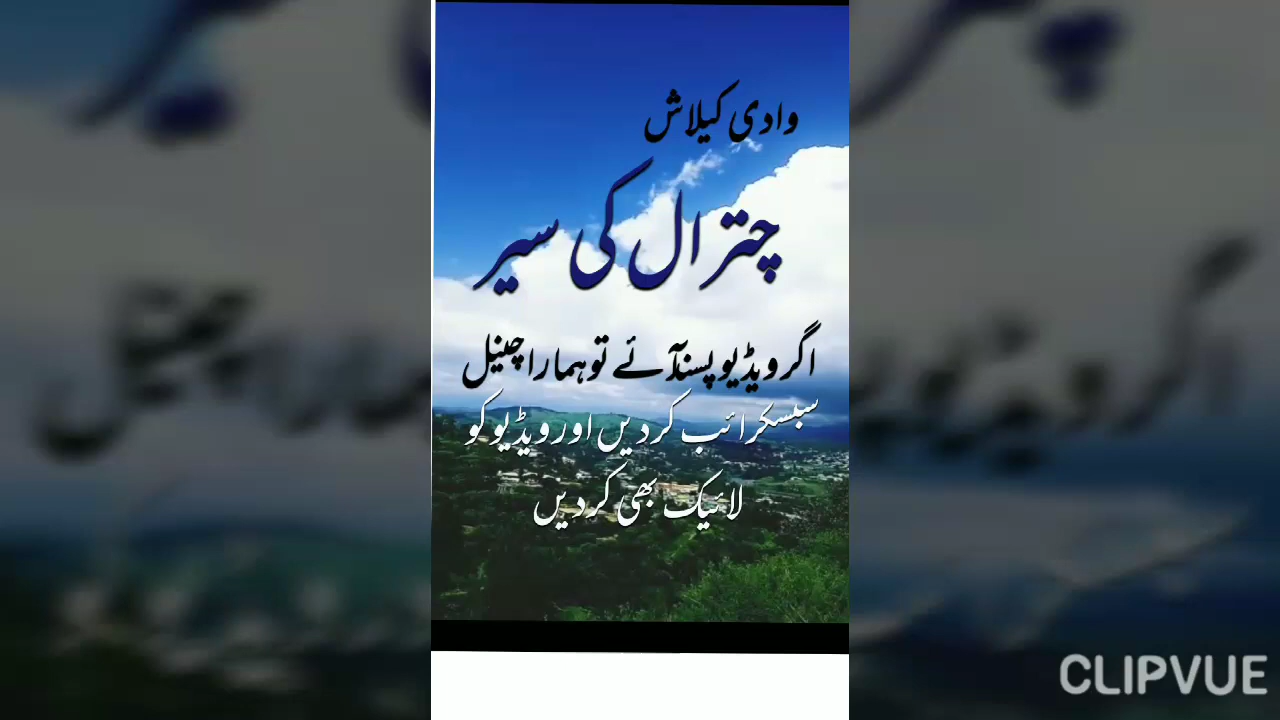 وادی کیلاش
چترال کی سیر
اگر ویڈیو پسند آئے تو ہمارا چینل
سبسکرائب کر دیں اور ویڈیو کو
لائیک بھی کر دیں
CLIPVUE